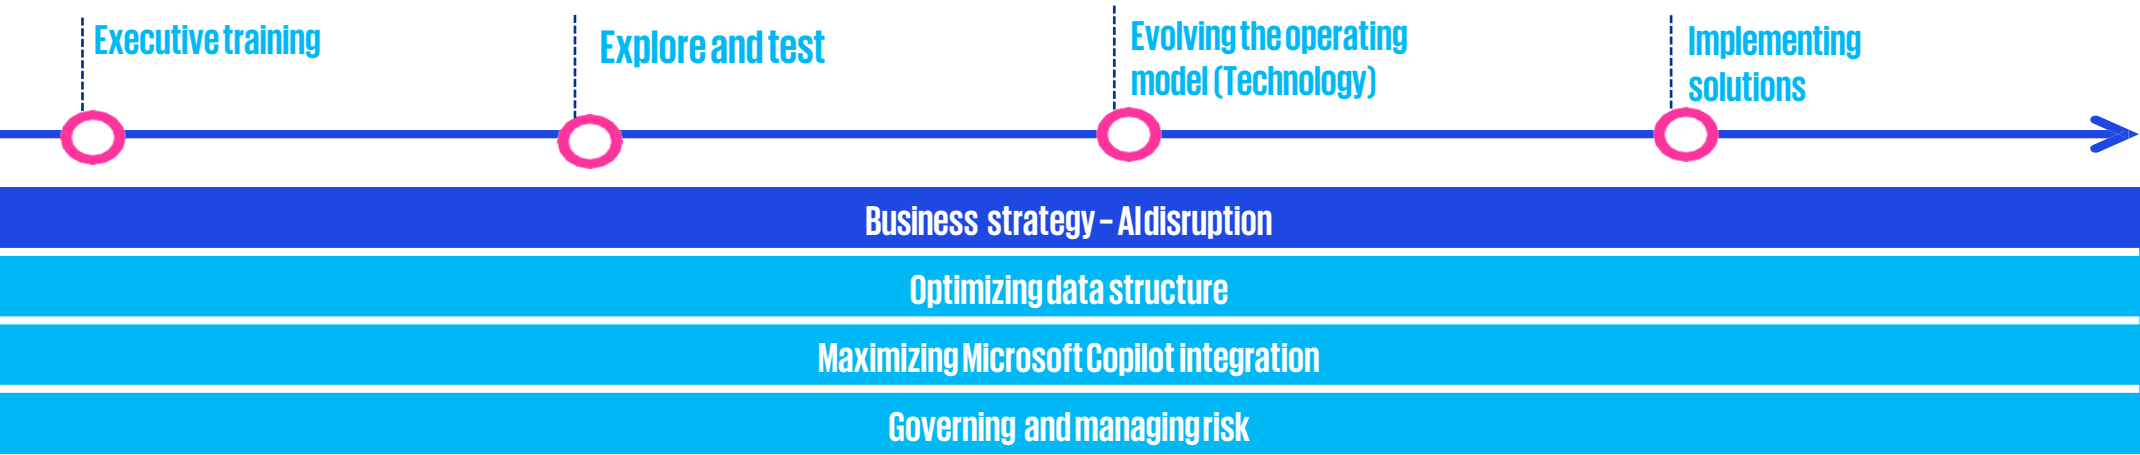 Executive training
Explore and test
Evolving the operating
model (Technology)
Implementing
solutions
Business strategy – AI disruption
Optimizing data structure
Maximizing Microsoft Copilot integration
Governing and managing risk